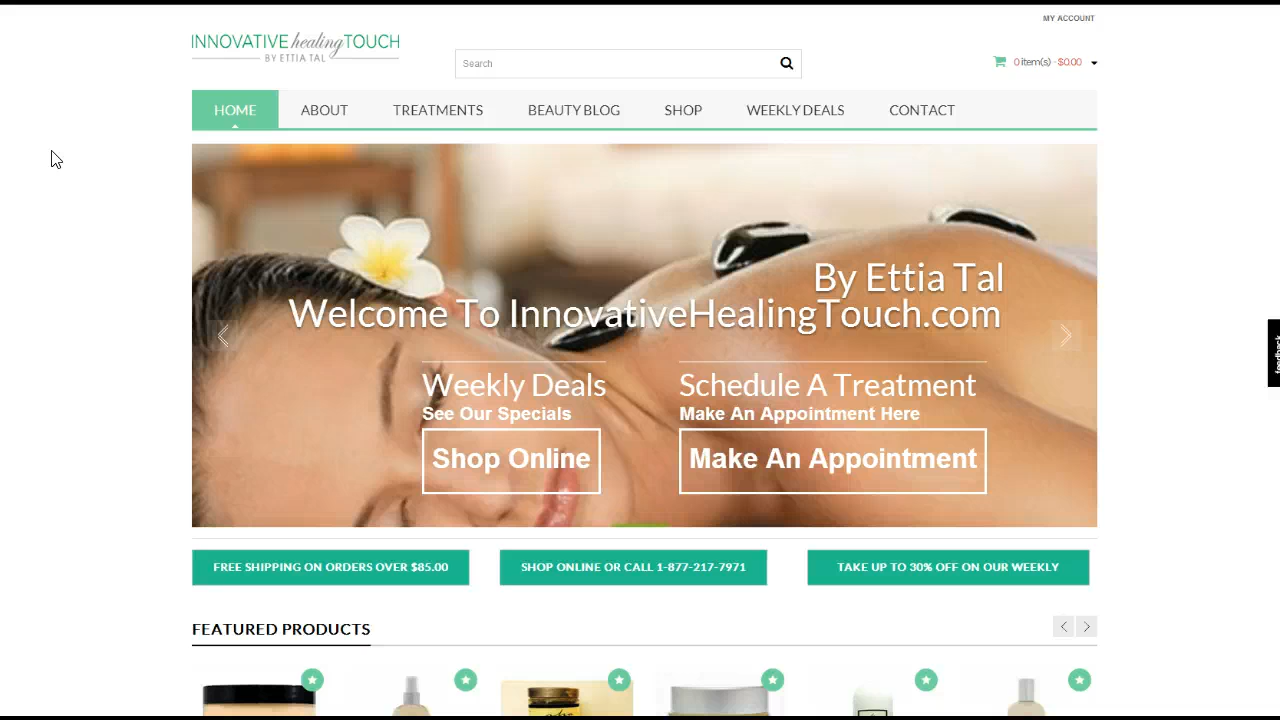 MY ACCOUNT
INNOVATIVE healing TOUCH
BY ETTIA TAL
Search
0 item(s) - $0.00
HOME
ABOUT
TREATMENTS
BEAUTY BLOG
SHOP
WEEKLY DEALS
CONTACT
By Ettia Tal
Welcome To InnovativeHealingTouch.com
Weekly Deals
See Our Specials
Shop Online
Schedule A Treatment
Make An Appointment Here
Make An Appointment
feedback
FREE SHIPPING ON ORDERS OVER $85.00
SHOP ONLINE OR CALL 1-877-217-7971
TAKE UP TO 30% OFF ON OUR WEEKLY
FEATURED PRODUCTS